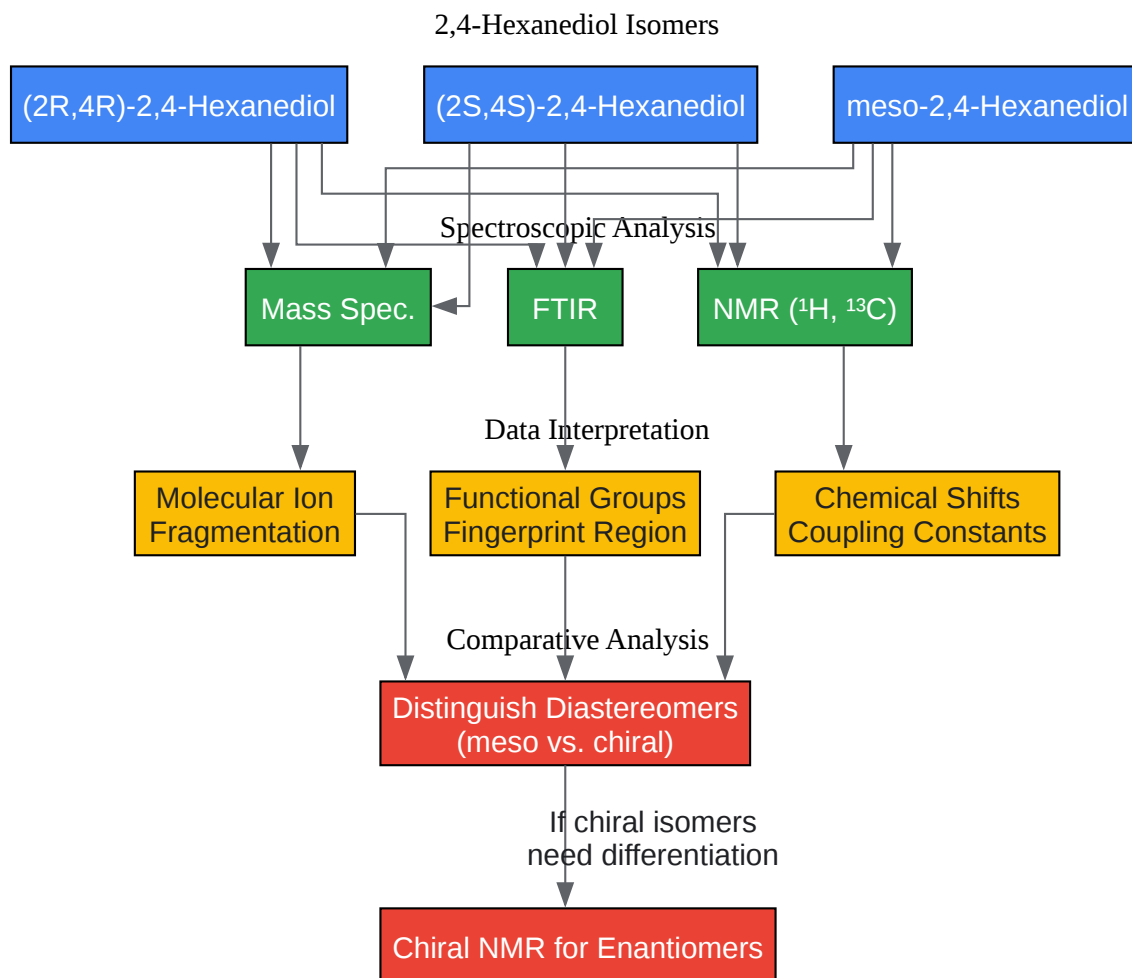 2,4-Hexanediol Isomers
(2R,4R)-2,4-Hexanediol
(2S,4S)-2,4-Hexanediol
meso-2,4-Hexanediol
Spectroscopic Analysis
Mass Spec.
FTIR
NMR (¹H, ¹³C)
Data Interpretation
Molecular Ion
Fragmentation
Functional Groups
Fingerprint Region
Chemical Shifts
Coupling Constants
Comparative Analysis
Distinguish Diastereomers
(meso vs. chiral)
If chiral isomers
need differentiation
Chiral NMR for Enantiomers